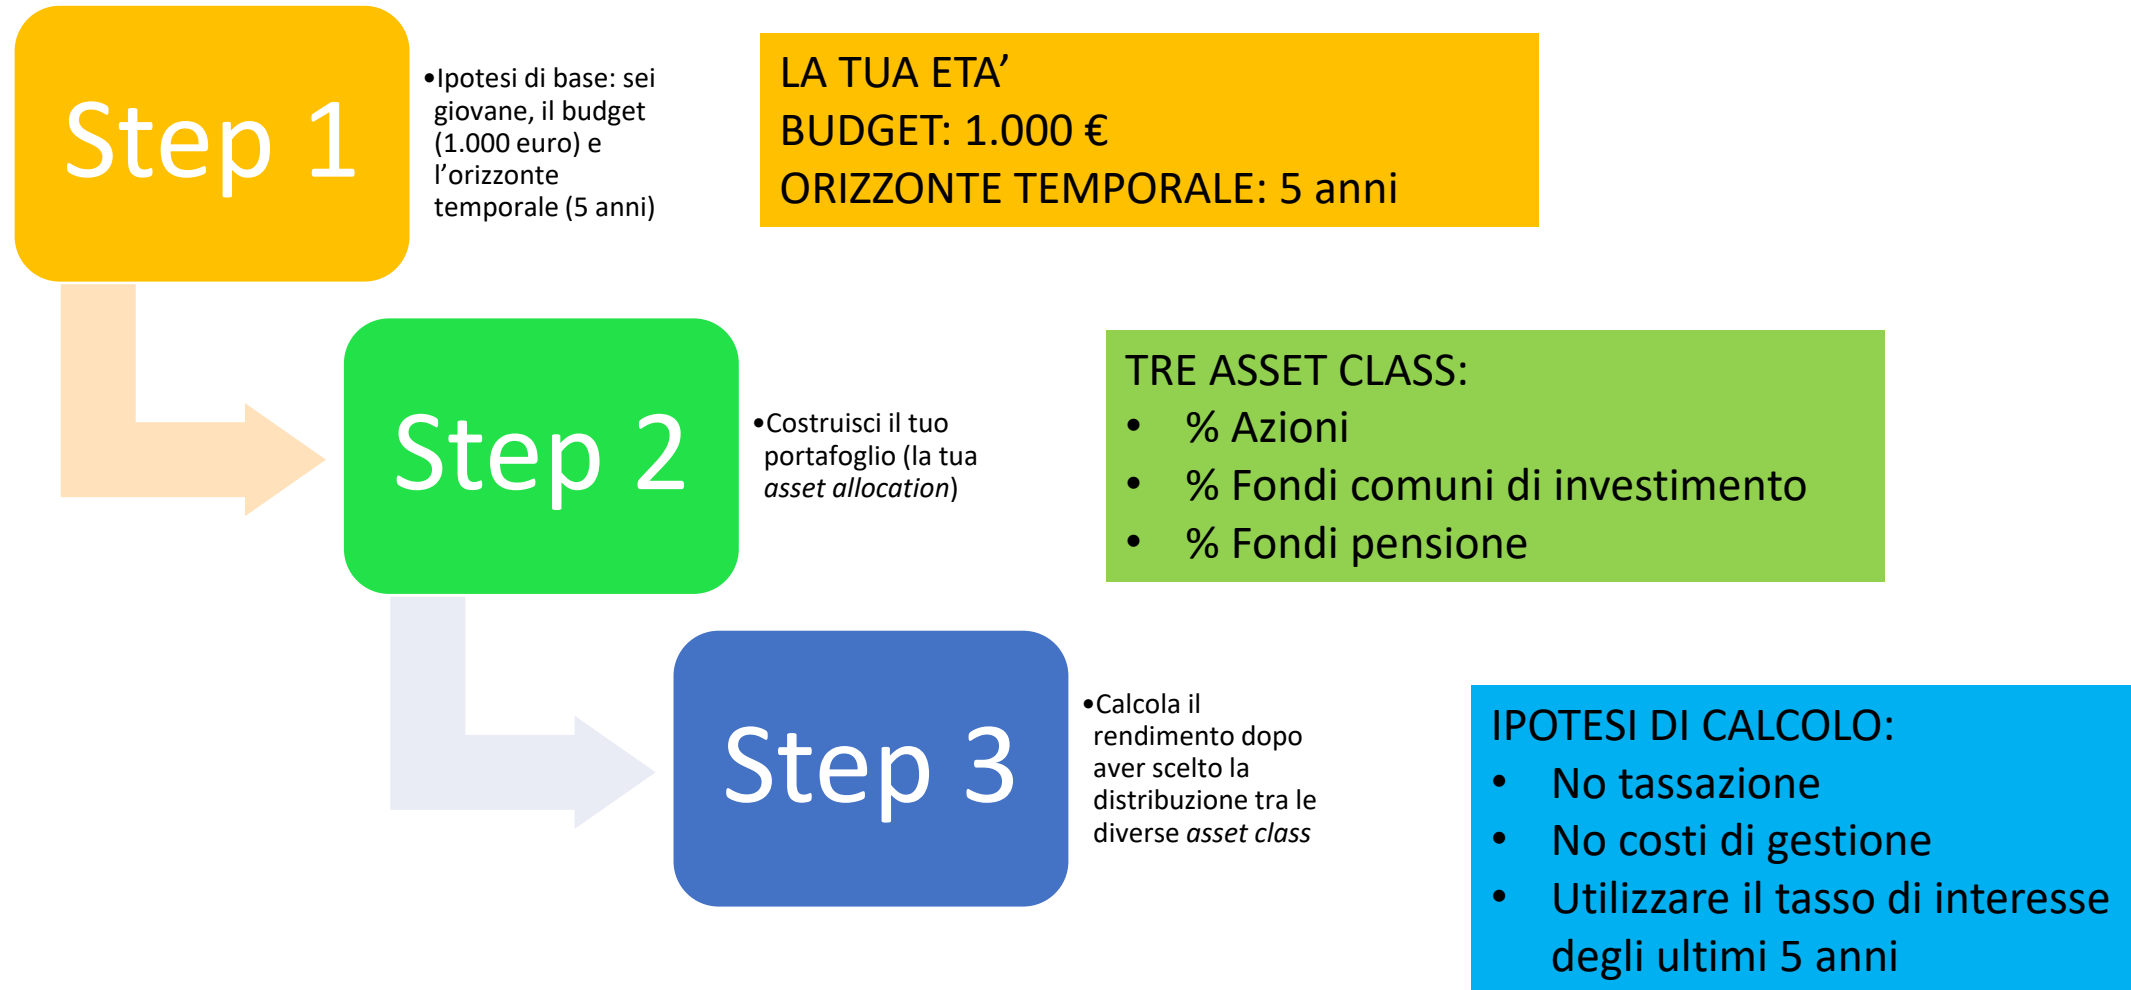 Step 1
•Ipotesi di base: sei
giovane, il budget
(1.000 euro) e
l’orizzonte
temporale (5 anni)
LA TUA ETA’
BUDGET: 1.000 €
ORIZZONTE TEMPORALE: 5 anni
Step 2
•Costruisci il tuo
portafoglio (la tua
asset allocation)
TRE ASSET CLASS:
• % Azioni
• % Fondi comuni di investimento
• % Fondi pensione
Step 3
•Calcola il
rendimento dopo
aver scelto la
distribuzione tra le
diverse asset class
IPOTESI DI CALCOLO:
• No tassazione
• No costi di gestione
• Utilizzare il tasso di interesse
degli ultimi 5 anni